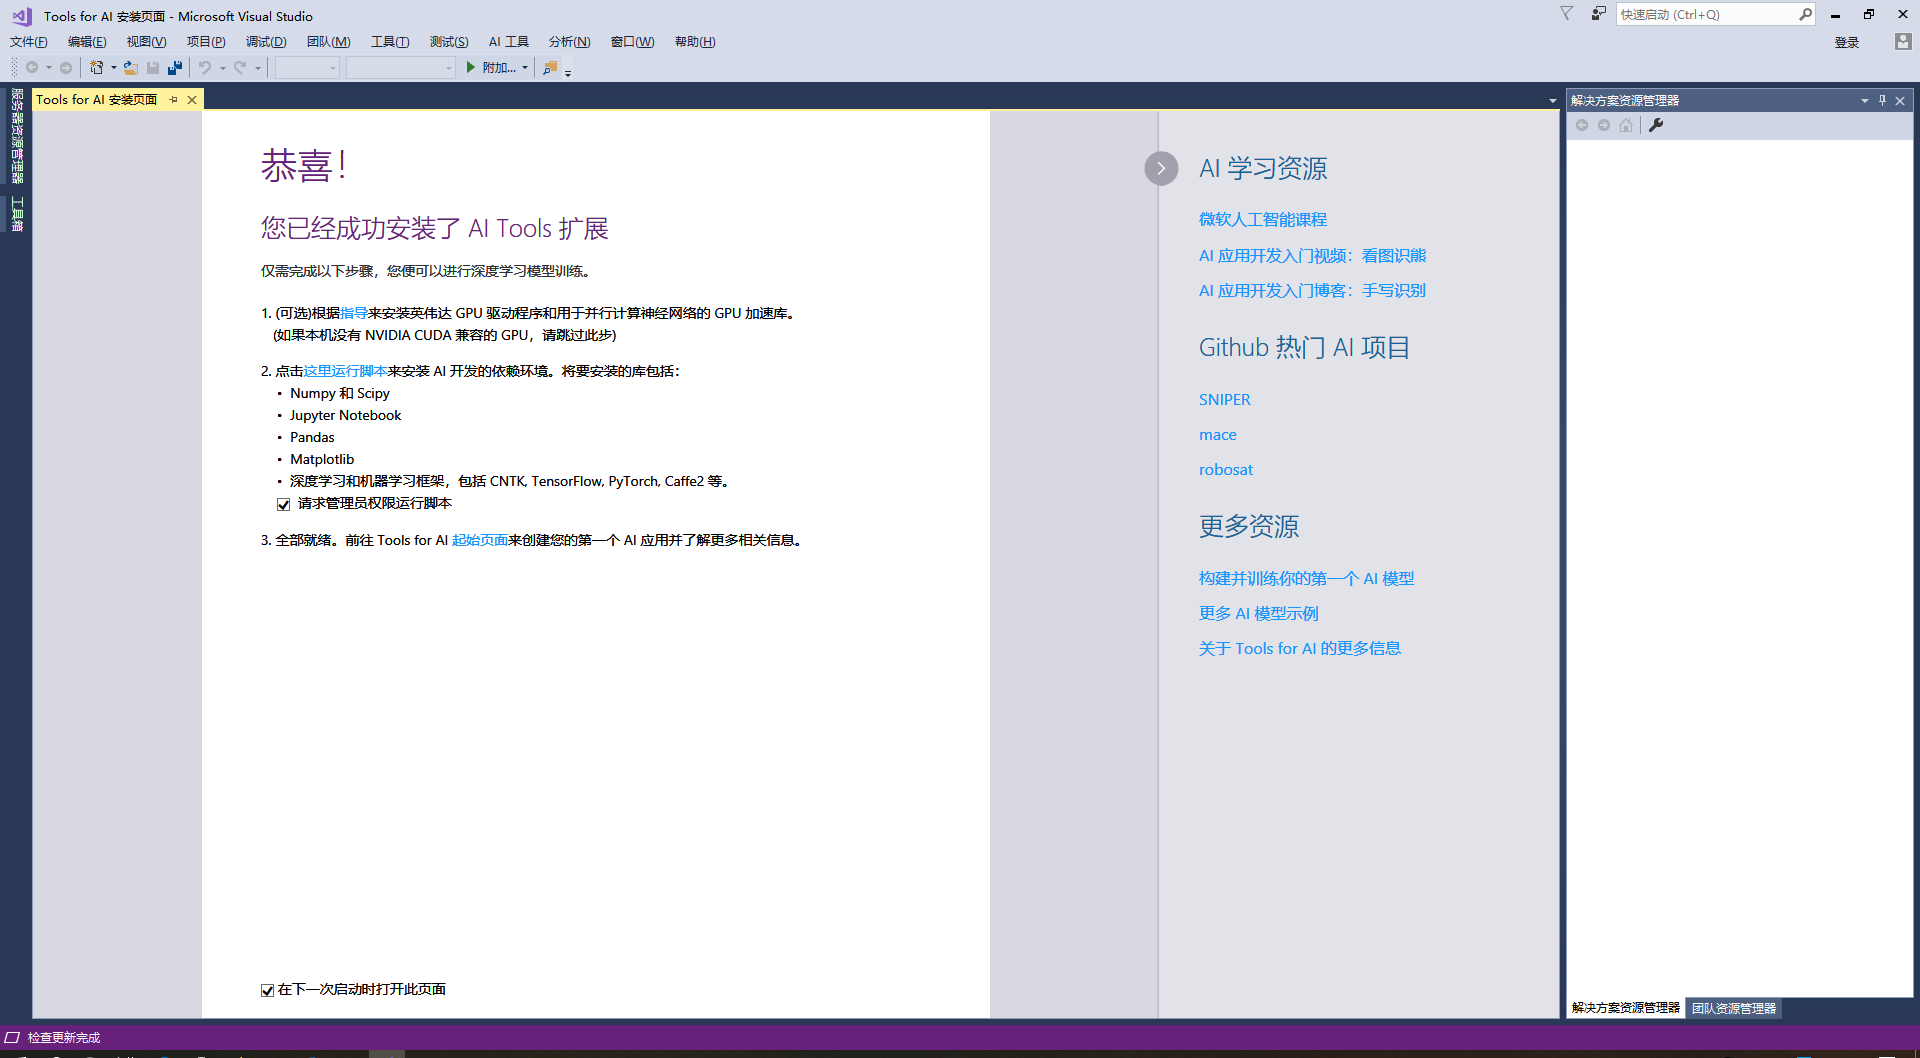 Tools for AI 安装页面 - Microsoft Visual Studio
快速启动 (Ctrl+Q)
文件(F) 编辑(E) 视图(V) 项目(P) 调试(D) 团队(M) 工具(T) 测试(S) AI 工具 分析(N) 窗口(W) 帮助(H)
登录
附加...
服务器资源管理器
工具箱
Tools for AI 安装页面
恭喜！
您已经成功安装了 AI Tools 扩展
仅需完成以下步骤，您便可以进行深度学习模型训练。
1. (可选)根据指导来安装英伟达 GPU 驱动程序和用于并行计算神经网络的 GPU 加速库。
(如果本机没有 NVIDIA CUDA 兼容的 GPU，请跳过此步)
2. 点击这里运行脚本来安装 AI 开发的依赖环境。将要安装的库包括：
• Numpy 和 Scipy
• Jupyter Notebook
• Pandas
• Matplotlib
• 深度学习和机器学习框架，包括 CNTK, TensorFlow, PyTorch, Caffe2 等。
请求管理员权限运行脚本
3. 全部就绪。前往 Tools for AI 起始页面来创建您的第一个 AI 应用并了解更多相关信息。
在下一次启动时打开此页面
AI 学习资源
微软人工智能课程
AI 应用开发入门视频：看图识熊
AI 应用开发入门博客：手写识别
Github 热门 AI 项目
SNIPER
mace
robosat
更多资源
构建并训练你的第一个 AI 模型
更多 AI 模型示例
关于 Tools for AI 的更多信息
解决方案资源管理器
解决方案资源管理器 团队资源管理器
检查更新完成